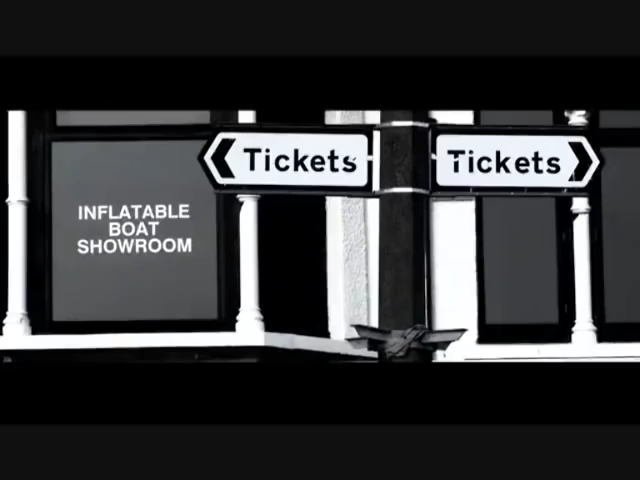 Tickets
Tickets
INFLATABLE
BOAT
SHOWROOM